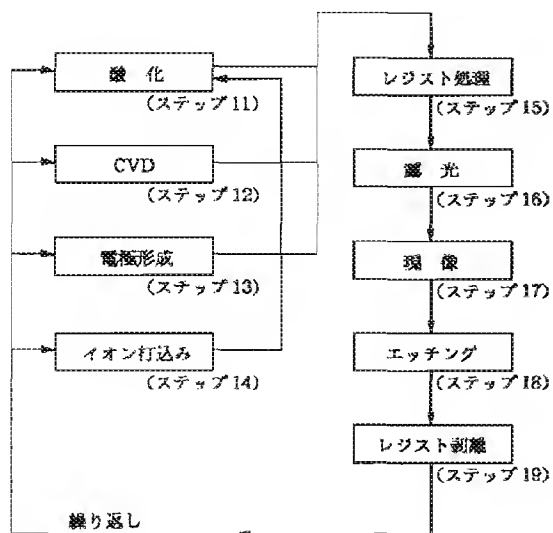 酸 化
(ステップ11)
CVD
(ステップ12)
電極形成
(ステップ13)
イオン打込み
(ステップ14)
レジスト処理
(ステップ15)
露 光
(ステップ16)
現 像
(ステップ17)
エッチング
(ステップ18)
レジスト剥離
(ステップ19)
繰り返し